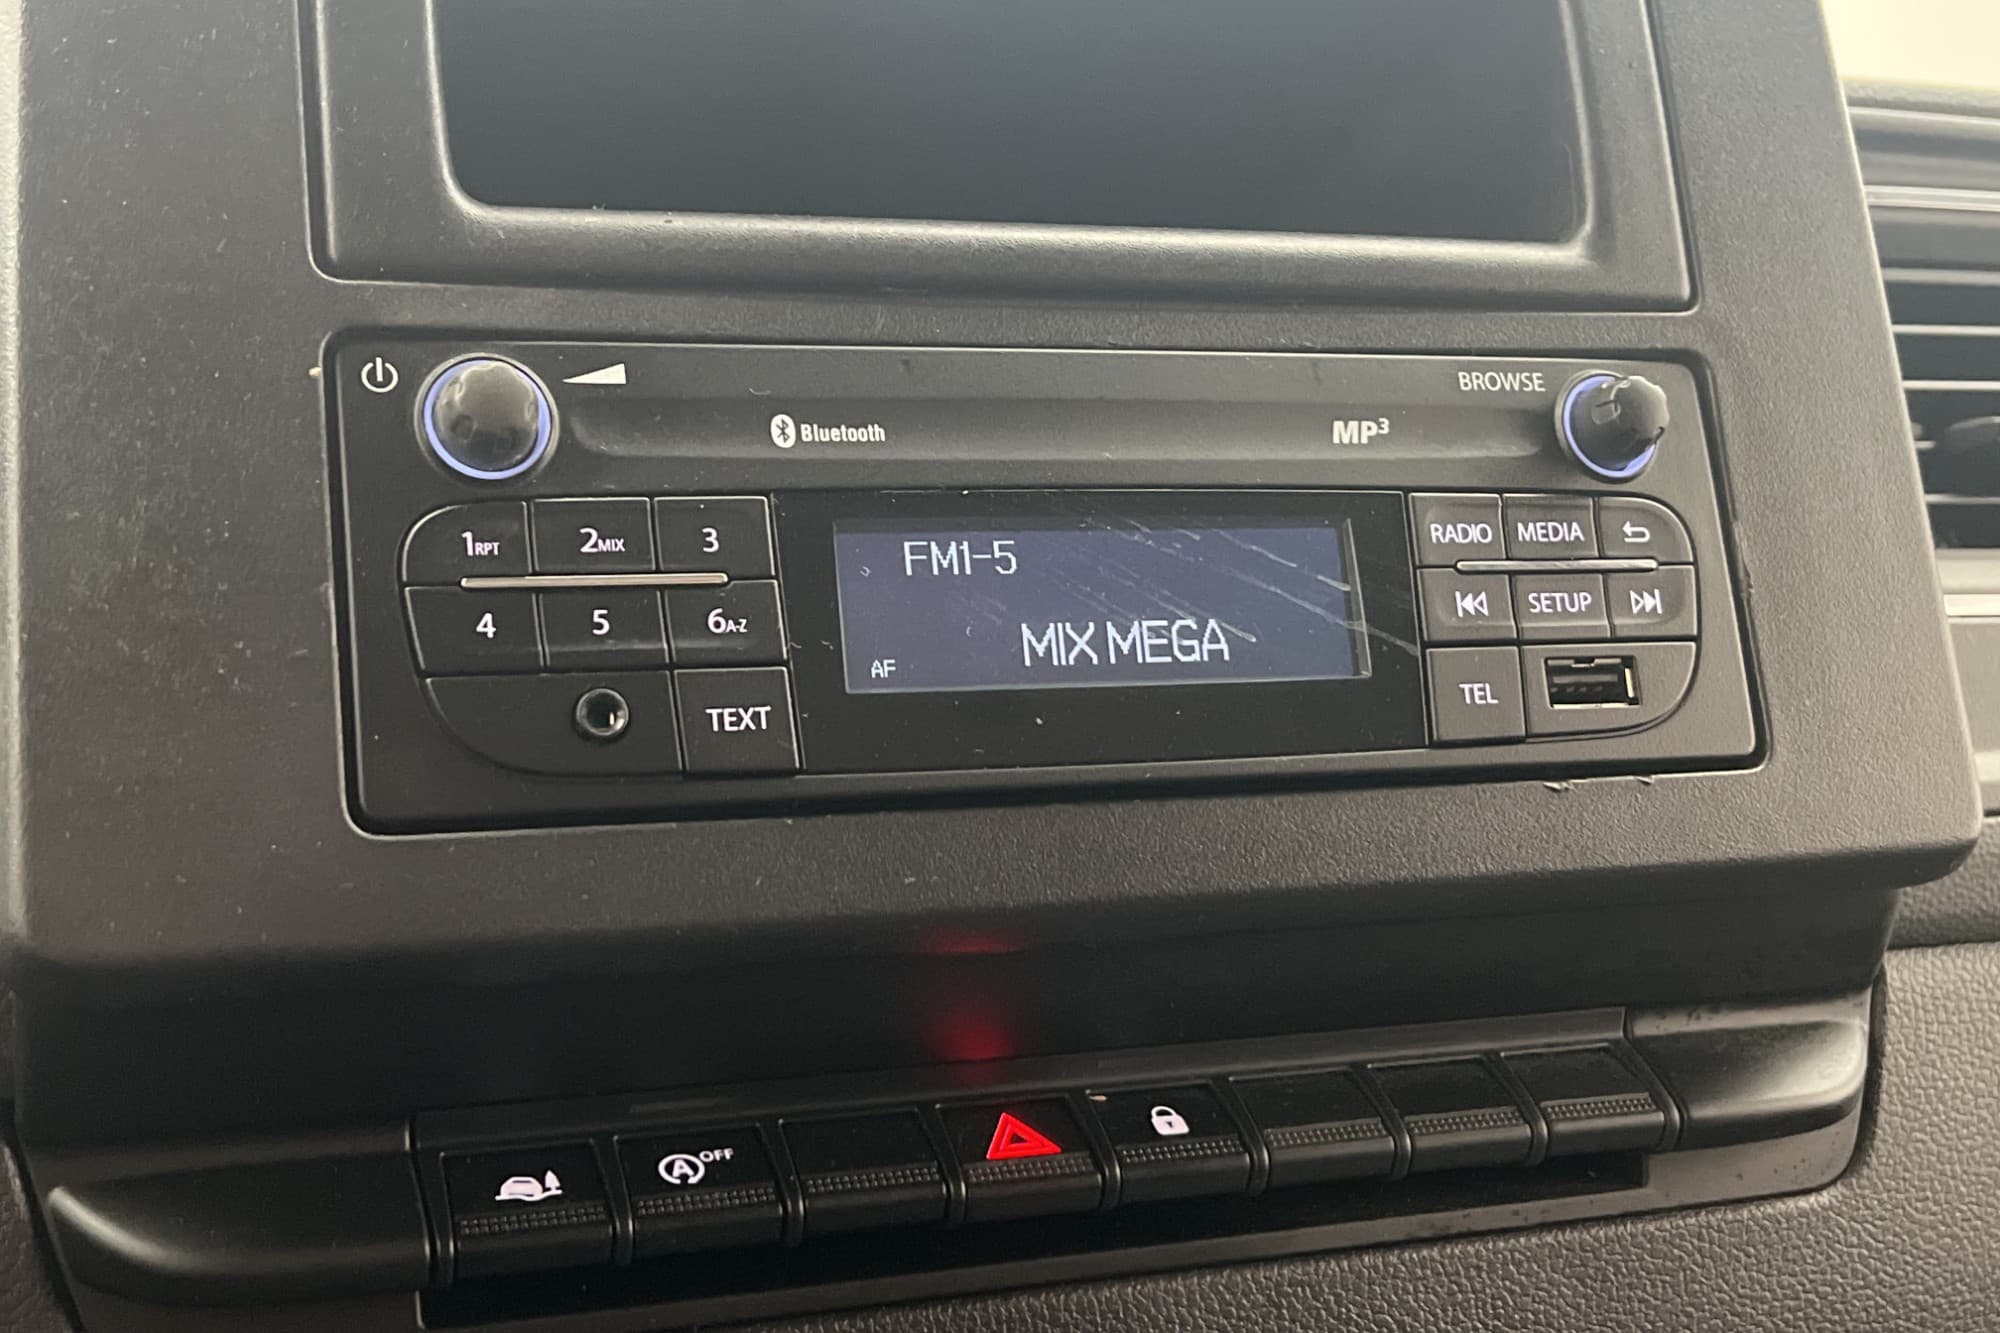 BROWSE
Bluetooth
MP3
1RPT 2MIX 3
4 5 6A-Z
TEXT
FM1-5
MIX MEGA
AF
RADIO MEDIA
SETUP
TEL
A OFF